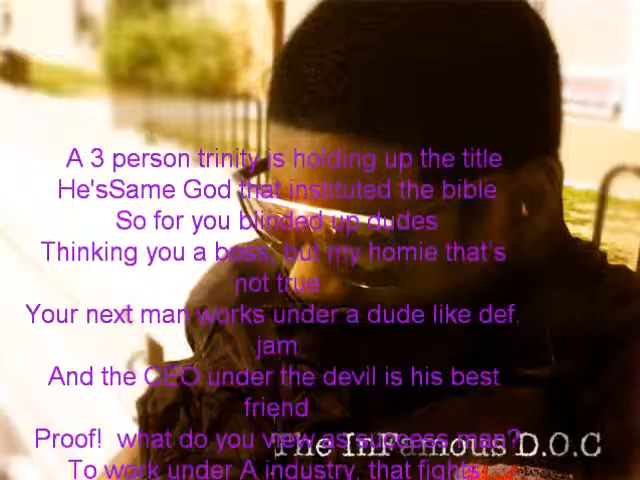 A 3 person trinity is holding up the title
He'sSame God that instituted the bible
So for you blinded up dudes
Thinking you a boss, but my homie that's
not true
Your next man works under a dude like def.
jam
And the CEO under the devil is his best
friend
Proof! what do you view as success man?
The InFamous D.O.C
To work under A industry, that fights